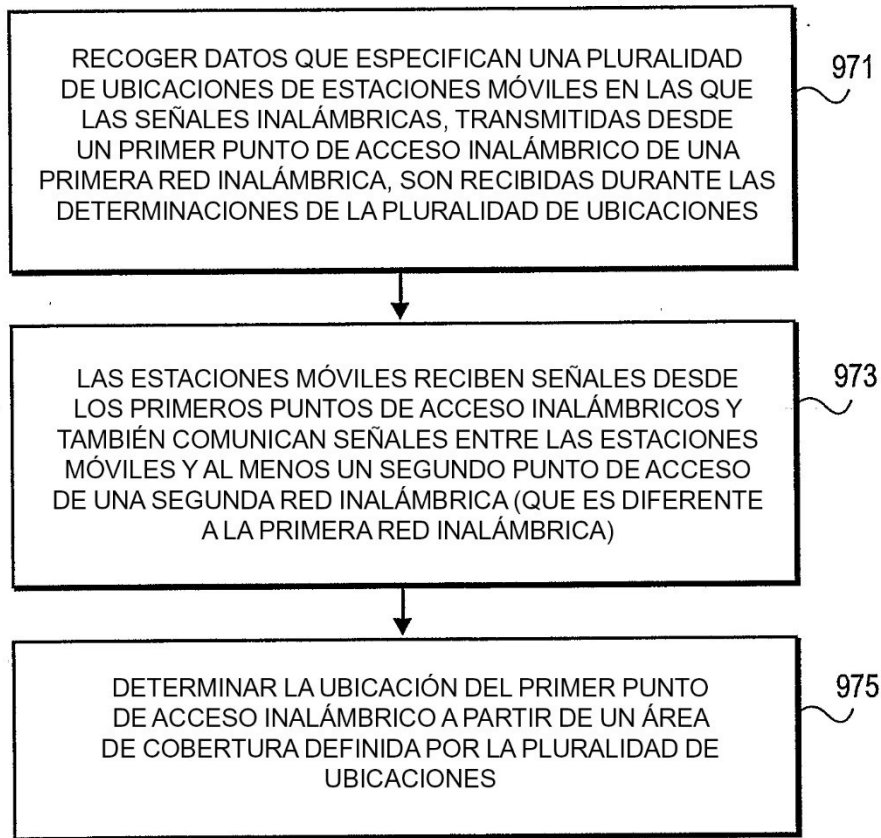 RECOGER DATOS QUE ESPECIFICAN UNA PLURALIDAD
DE UBICACIONES DE ESTACIONES MÓVILES EN LAS QUE
LAS SEÑALES INALÁMBRICAS, TRANSMITIDAS DESDE
UN PRIMER PUNTO DE ACCESO INALÁMBRICO DE UNA
PRIMERA RED INALÁMBRICA, SON RECIBIDAS DURANTE LAS
DETERMINACIONES DE LA PLURALIDAD DE UBICACIONES
971
LAS ESTACIONES MÓVILES RECIBEN SEÑALES DESDE
LOS PRIMEROS PUNTOS DE ACCESO INALÁMBRICOS Y
TAMBIÉN COMUNICAN SEÑALES ENTRE LAS ESTACIONES
MÓVILES Y AL MENOS UN SEGUNDO PUNTO DE ACCESO
DE UNA SEGUNDA RED INALÁMBRICA (QUE ES DIFERENTE
A LA PRIMERA RED INALÁMBRICA)
973
DETERMINAR LA UBICACIÓN DEL PRIMER PUNTO
DE ACCESO INALÁMBRICO A PARTIR DE UN ÁREA
DE COBERTURA DEFINIDA POR LA PLURALIDAD DE
UBICACIONES
975